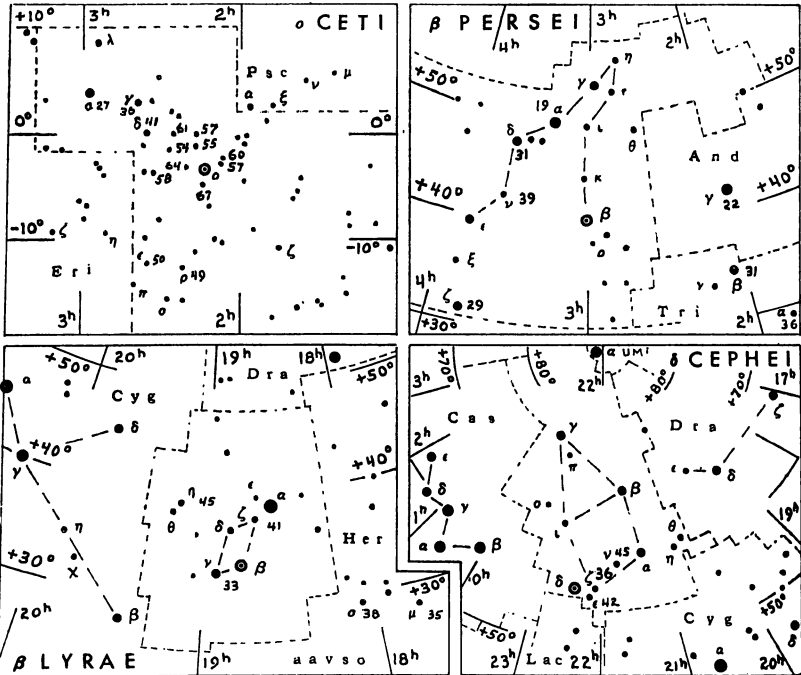 +10° 3h 2h ο CETI
λ
Psc ν μ
α ξ
α 27 γ 36
δ 41
0° 61 57 0°
54 55
64 ο 60
58 57
67
-10° ζ η ζ -10°
ε 50
Eri ρ 49
π
σ
3h 2h
β PERSEI 3h
4h 2h
η
+50° γ +50°
τ
19 α
δ ι
31 θ And
κ
+40° ν 39 γ +40°
ε β 22
ξ ο
31
4h ζ γ β
29 3h Tri 2h α
+30° 36
+50° 20h 19h 18h
α Dra +50°
Cyg
δ
+40° +40°
γ
η 45 ε α
θ ζ
η δ 41 Her
+30° χ
γ β
33 +30°
20h β σ 38 μ 35
β LYRAE 19h aavso 18h
α UMi δ CEPHEI
3h +70° +80° 22h +80° +70° 17h
ζ
Cas γ Dra
2h ε π ε δ
δ β
1h γ ο
ι 19h
α β θ
ν 45 η
0h δ ζ 36 α
ε 42
+50° Cyg +50°
δ
23h Lac 22h 21h α 20h